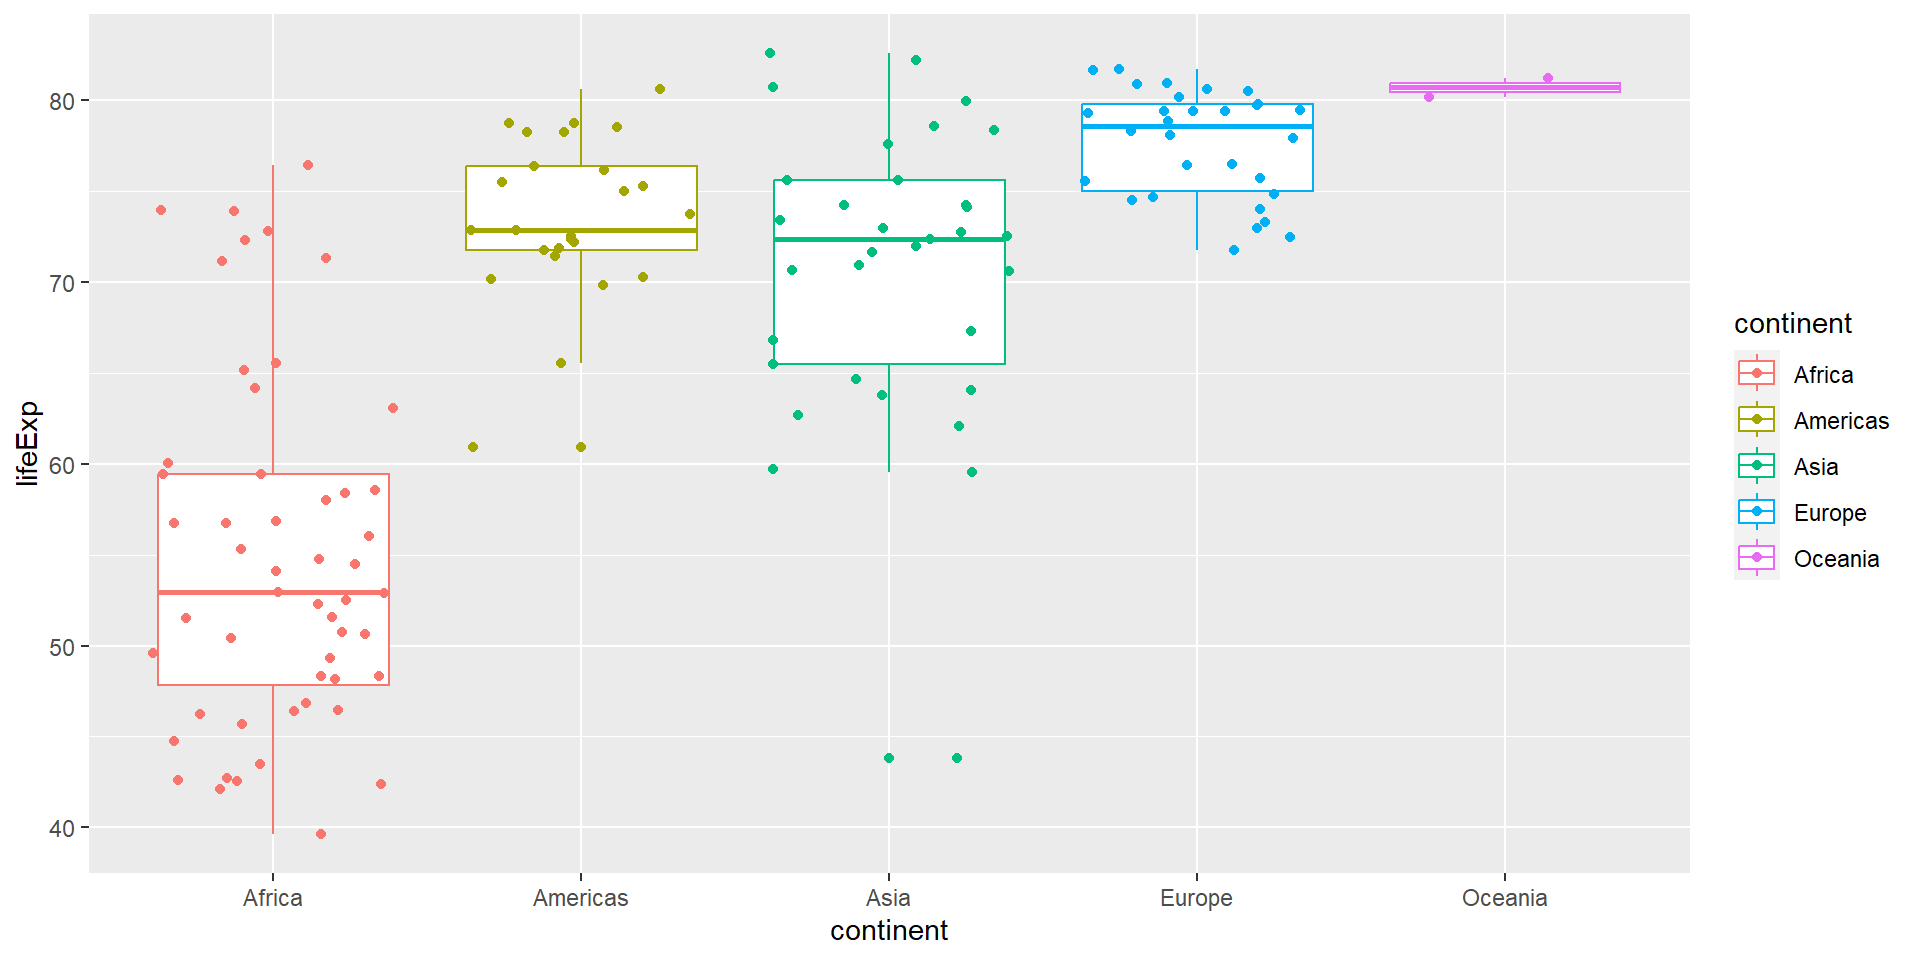 80
70
60
50
40
lifeExp
Africa
Americas
Asia
Europe
Oceania
continent
continent
Africa
Americas
Asia
Europe
Oceania